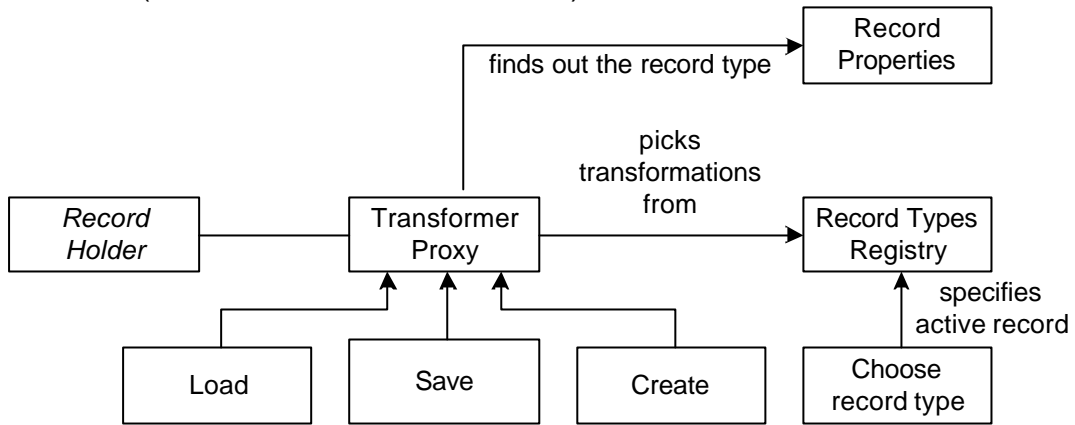 Record
Properties
finds out the record type
picks
transformations
from
Record
Holder
Transformer
Proxy
Record Types
Registry
specifies
active record
Load
Save
Create
Choose
record type